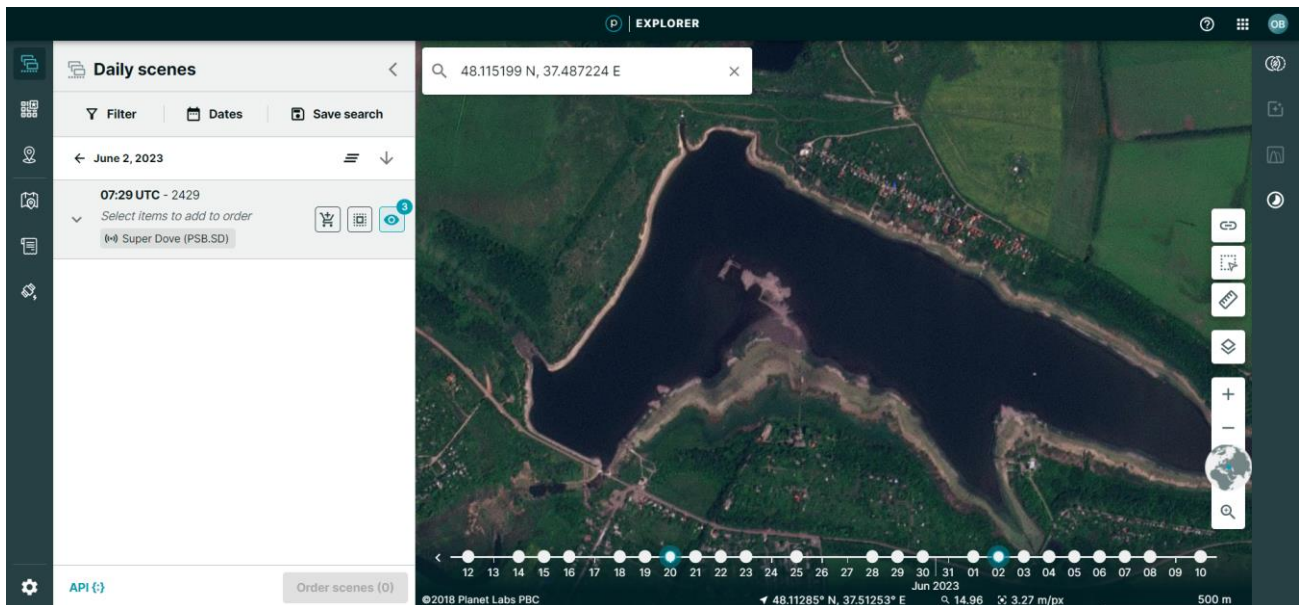 EXPLORER
OB
Daily scenes
48.115199 N, 37.487224 E
Filter
Dates
Save search
June 2, 2023
07:29 UTC - 2429
Select items to add to order
3
Super Dove (PSB.SD)
12 13 14 15 16 17 18 19 20 21 22 23 24 25 26 27 28 29 30 31 01 02 03 04 05 06 07 08 09 10
Jun 2023
API {:}
Order scenes (0)
©2018 Planet Labs PBC
48.11285° N, 37.51253° E
14.96
3.27 m/px
500 m